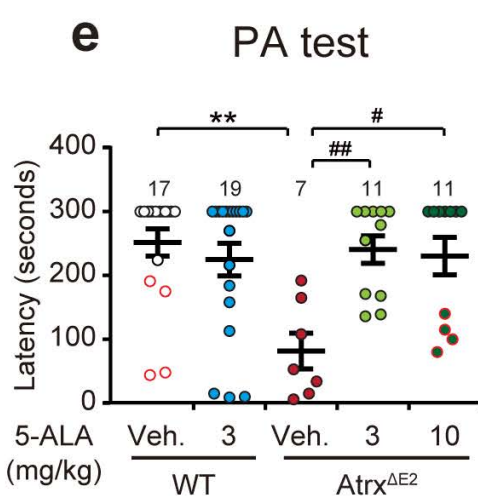 e PA test
** #
##
400
17 19 7 11 11
300
200
100
0
Latency (seconds)
5-ALA Veh. 3 Veh. 3 10
(mg/kg) WT Atrx^ΔE2